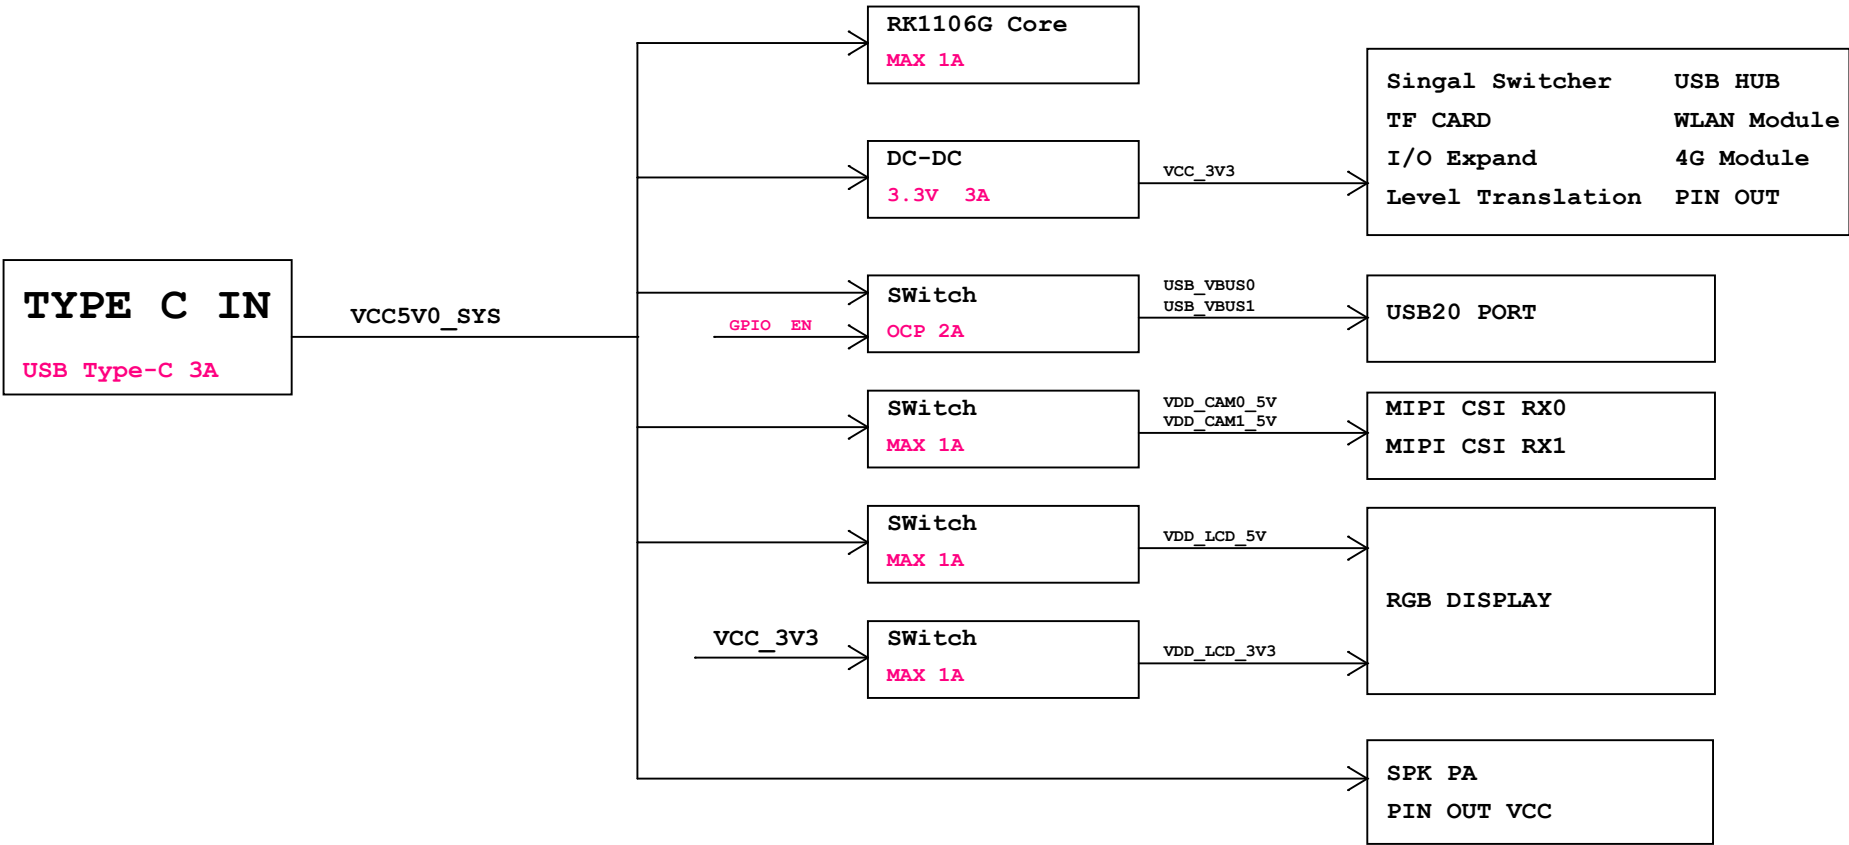 RK1106G Core
MAX 1A
Singal Switcher USB HUB
TF CARD WLAN Module
I/O Expand 4G Module
Level Translation PIN OUT
DC-DC
3.3V 3A
VCC_3V3
TYPE C IN
USB Type-C 3A
VCC5V0_SYS
SWitch
OCP 2A
GPIO EN
USB_VBUS0
USB_VBUS1
USB20 PORT
SWitch
MAX 1A
VDD_CAM0_5V
VDD_CAM1_5V
MIPI CSI RX0
MIPI CSI RX1
SWitch
MAX 1A
VDD_LCD_5V
RGB DISPLAY
VCC_3V3
SWitch
MAX 1A
VDD_LCD_3V3
SPK PA
PIN OUT VCC